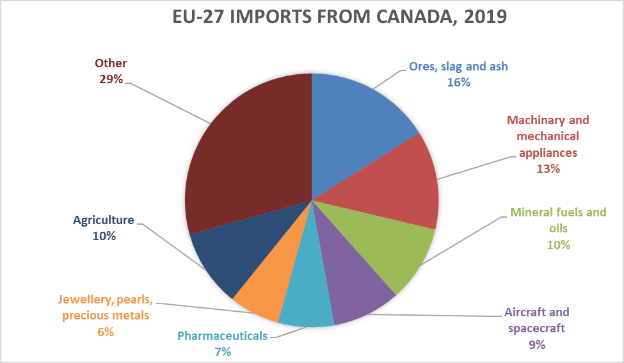 EU-27 IMPORTS FROM CANADA, 2019
Other
29%
Ores, slag and ash
16%
Machinary and
mechanical
appliances
13%
Mineral fuels and
oils
10%
Aircraft and
spacecraft
9%
Pharmaceuticals
7%
Jewellery, pearls,
precious metals
6%
Agriculture
10%